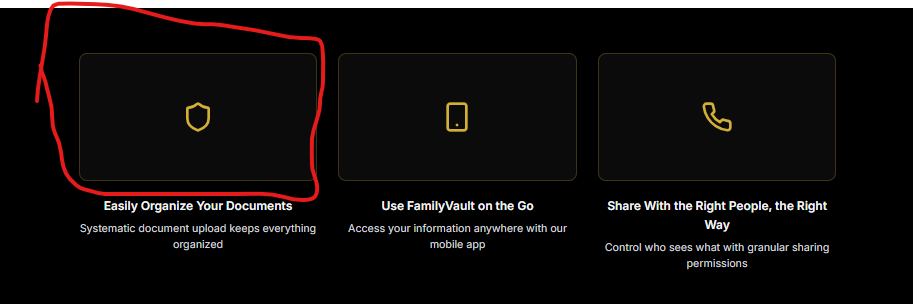 Easily Organize Your Documents
Systematic document upload keeps everything
organized
Use FamilyVault on the Go
Access your information anywhere with our
mobile app
Share With the Right People, the Right
Way
Control who sees what with granular sharing
permissions